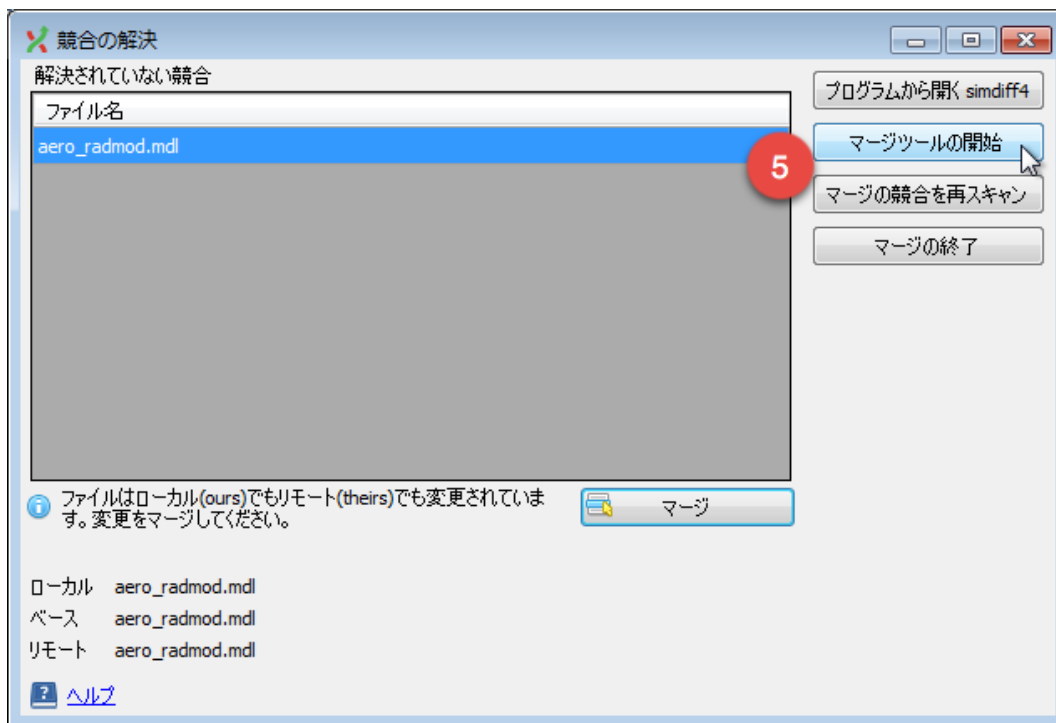 競合の解決
解決されていない競合
ファイル名
aero_radmod.mdl
プログラムから開く simdiff4
マージツールの開始
5
マージの競合を再スキャン
マージの終了
ファイルはローカル(ours)でもリモート(theirs)でも変更されていま
す。変更をマージしてください。
マージ
ローカル aero_radmod.mdl
ベース aero_radmod.mdl
リモート aero_radmod.mdl
ヘルプ